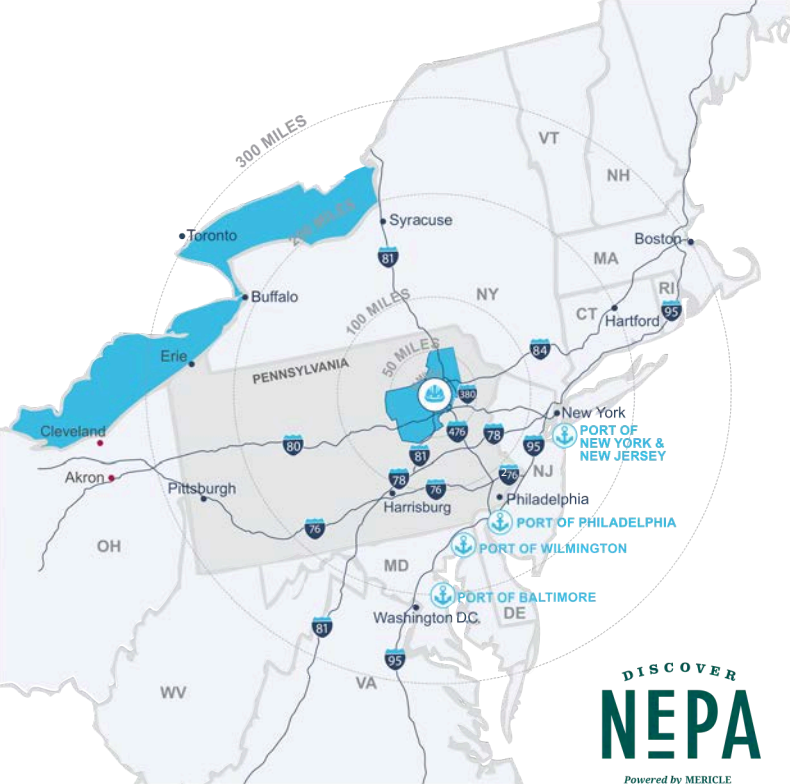 300 MILES
VT
NH
200 MILES
Toronto
Syracuse
Boston
81
MA
Buffalo
NY
RI
100 MILES
CT
Hartford
95
50 MILES
84
Erie
PENNSYLVANIA
380
New York
Cleveland
476
78
PORT OF
NEW YORK &
NEW JERSEY
80
81
95
NJ
Akron
Pittsburgh
78
76
276
Harrisburg
Philadelphia
76
PORT OF PHILADELPHIA
OH
PORT OF WILMINGTON
MD
PORT OF BALTIMORE
Washington D.C.
DE
81
95
WV
VA
DISCOVER
NEPA
Powered by MERICLE